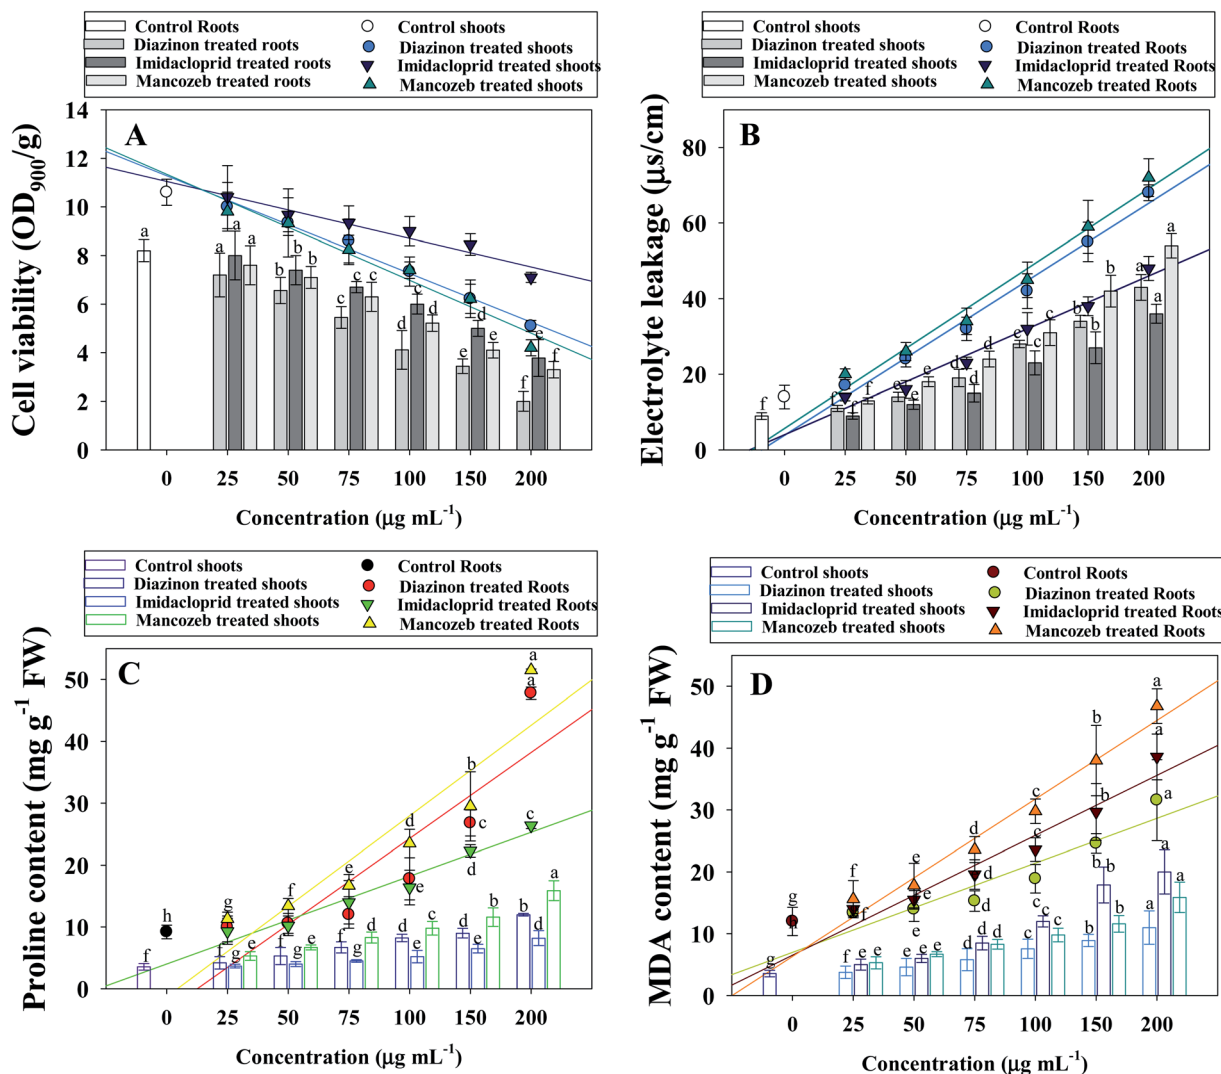 Control Roots
Diazinon treated roots
Imidacloprid treated roots
Mancozeb treated roots
Control shoots
Diazinon treated shoots
Imidacloprid treated shoots
Mancozeb treated shoots
A
Cell viability (OD900/g)
14
12
10
8
6
4
2
0
a
a a a
b b b
c c c
d c d
e d e
f e f
0 25 50 75 100 150 200
Concentration (µg mL-1)
Control Roots
Diazinon treated shoots
Imidacloprid treated shoots
Mancozeb treated shoots
Control Roots
Diazinon treated Roots
Imidacloprid treated Roots
Mancozeb treated Roots
B
Electrolyte leakage (µs/cm)
80
60
40
20
0
f
f f f
e e e
d d d
c c c
b b b
a a a
0 25 50 75 100 150 200
Concentration (µg mL-1)
Control shoots
Diazinon treated shoots
Imidacloprid treated shoots
Mancozeb treated shoots
Control Roots
Diazinon treated Roots
Imidacloprid treated Roots
Mancozeb treated Roots
C
Proline content (mg g-1 FW)
50
40
30
20
10
0
h
g
f
e
d
b
c
d
a
a
c
f
f g e
e g e
d g d
c e c
c d b
b c a
0 25 50 75 100 150 200
Concentration (µg mL-1)
Control shoots
Diazinon treated shoots
Imidacloprid treated shoots
Mancozeb treated shoots
Control Roots
Diazinon treated Roots
Imidacloprid treated Roots
Mancozeb treated Roots
D
MDA content (mg g-1 FW)
50
40
30
20
10
0
g
f
f
e
e
e
d
d
c
c
c
b
b
b
a
a
a
g
f e e
e e e
d d d
c c c
b b b
a a a
0 25 50 75 100 150 200
Concentration (µg mL-1)